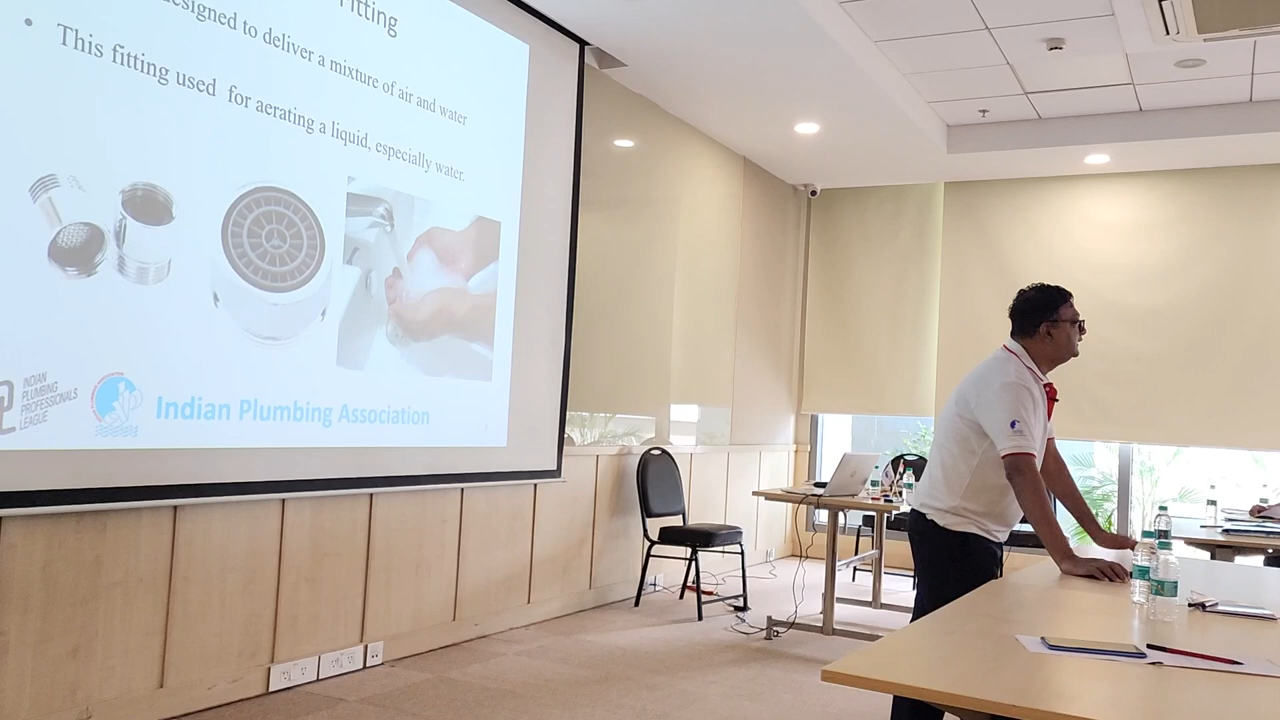 Fitting
designed to deliver a mixture of air and water
• This fitting used for aerating a liquid, especially water.
INDIAN
PLUMBING
PROFESSIONALS
LEAGUE
Indian Plumbing Association